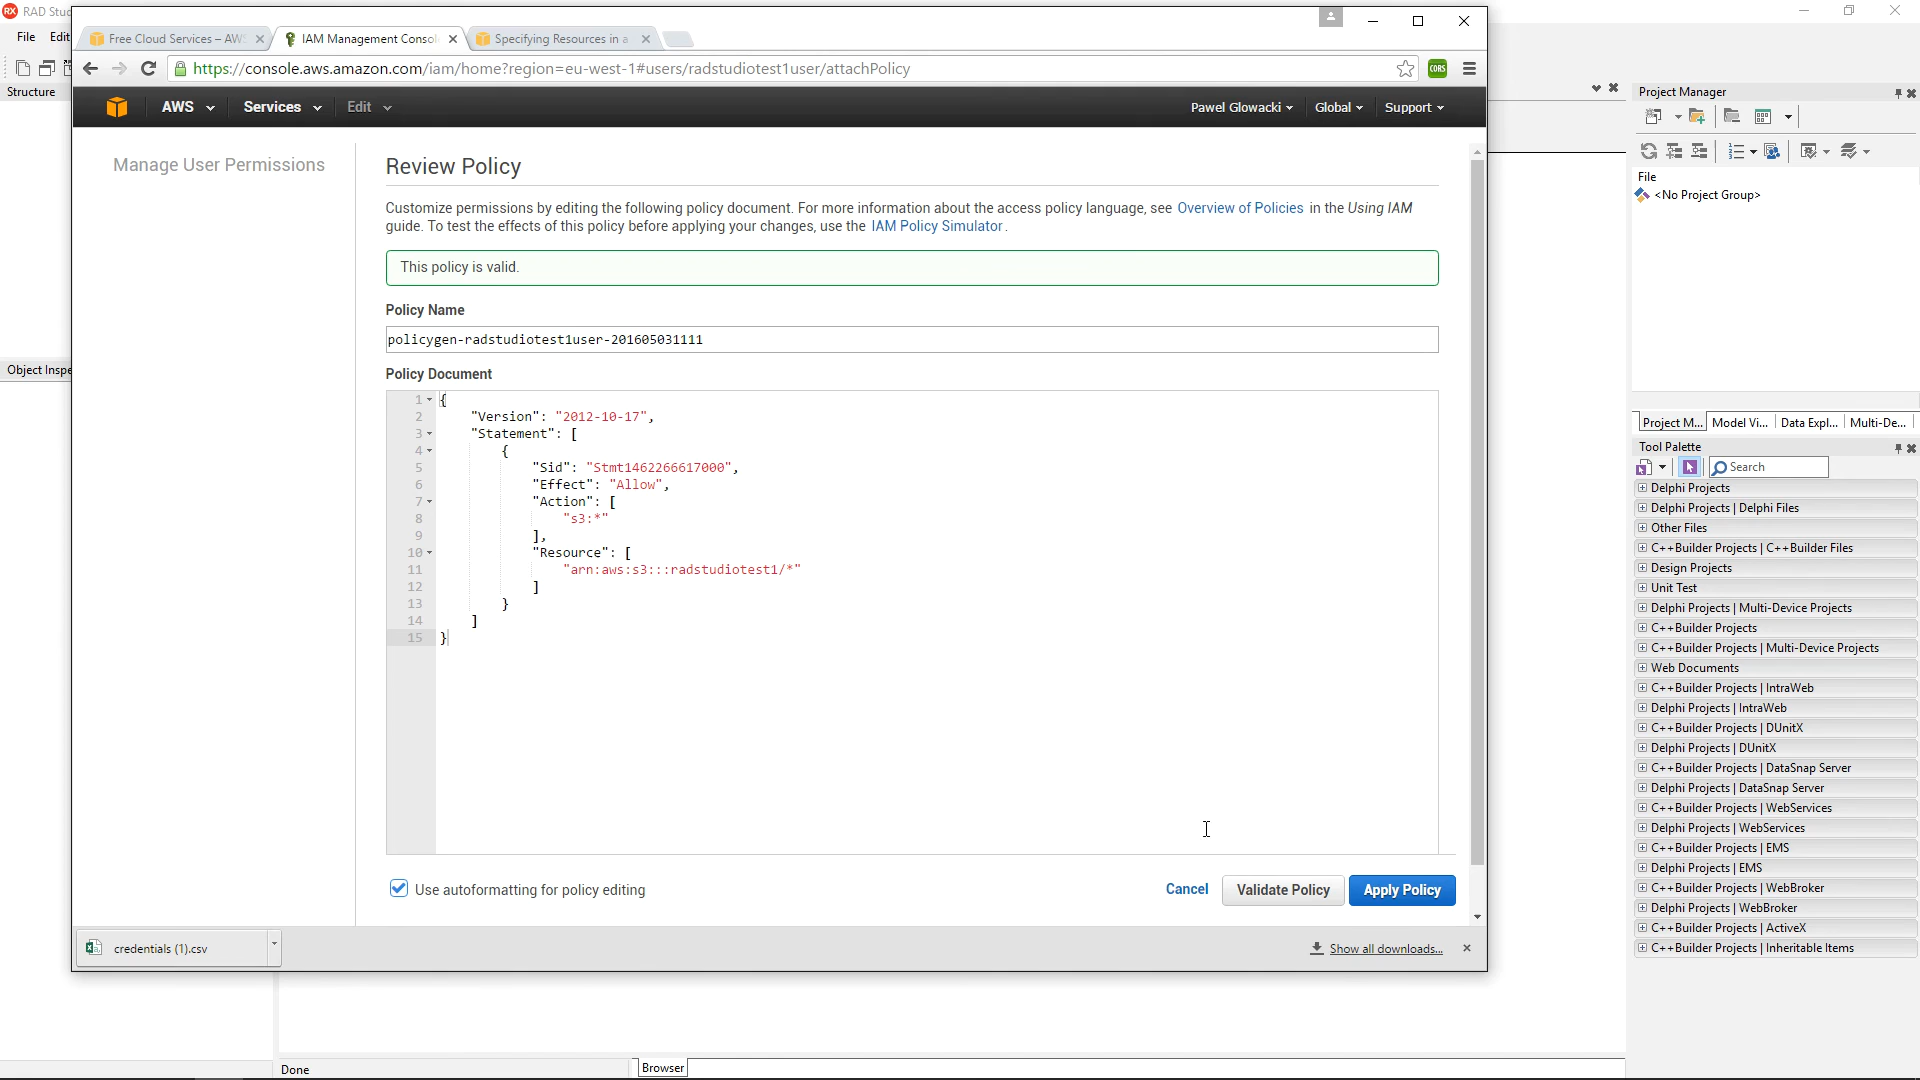 RAD Stud
File Edit
Structure
Object Inspe
Free Cloud Services – AWS
IAM Management Consol
Specifying Resources in a
https://console.aws.amazon.com/iam/home?region=eu-west-1#users/radstudiotest1user/attachPolicy
CORS
AWS Services Edit
Pawel Glowacki Global Support
Manage User Permissions
Review Policy
Customize permissions by editing the following policy document. For more information about the access policy language, see Overview of Policies in the Using IAM
guide. To test the effects of this policy before applying your changes, use the IAM Policy Simulator.
This policy is valid.
Policy Name
policygen-radstudiotest1user-201605031111
Policy Document
1 {
2 "Version": "2012-10-17",
3 "Statement": [
4 {
5 "Sid": "Stmt1462266617000",
6 "Effect": "Allow",
7 "Action": [
8 "s3:*"
9 ],
10 "Resource": [
11 "arn:aws:s3:::radstudiotest1/*"
12 ]
13 }
14 ]
15 }
Use autoformatting for policy editing
Cancel Validate Policy Apply Policy
credentials (1).csv
Show all downloads...
Done
Browser
Project Manager
File
<No Project Group>
Project M... Model Vi... Data Expl... Multi-De...
Tool Palette
Search
Delphi Projects
Delphi Projects | Delphi Files
Other Files
C++Builder Projects | C++Builder Files
Design Projects
Unit Test
Delphi Projects | Multi-Device Projects
C++Builder Projects
C++Builder Projects | Multi-Device Projects
Web Documents
C++Builder Projects | IntraWeb
Delphi Projects | IntraWeb
C++Builder Projects | DUnitX
Delphi Projects | DUnitX
C++Builder Projects | DataSnap Server
Delphi Projects | DataSnap Server
C++Builder Projects | WebServices
Delphi Projects | WebServices
C++Builder Projects | EMS
Delphi Projects | EMS
C++Builder Projects | WebBroker
Delphi Projects | WebBroker
C++Builder Projects | ActiveX
C++Builder Projects | Inheritable Items